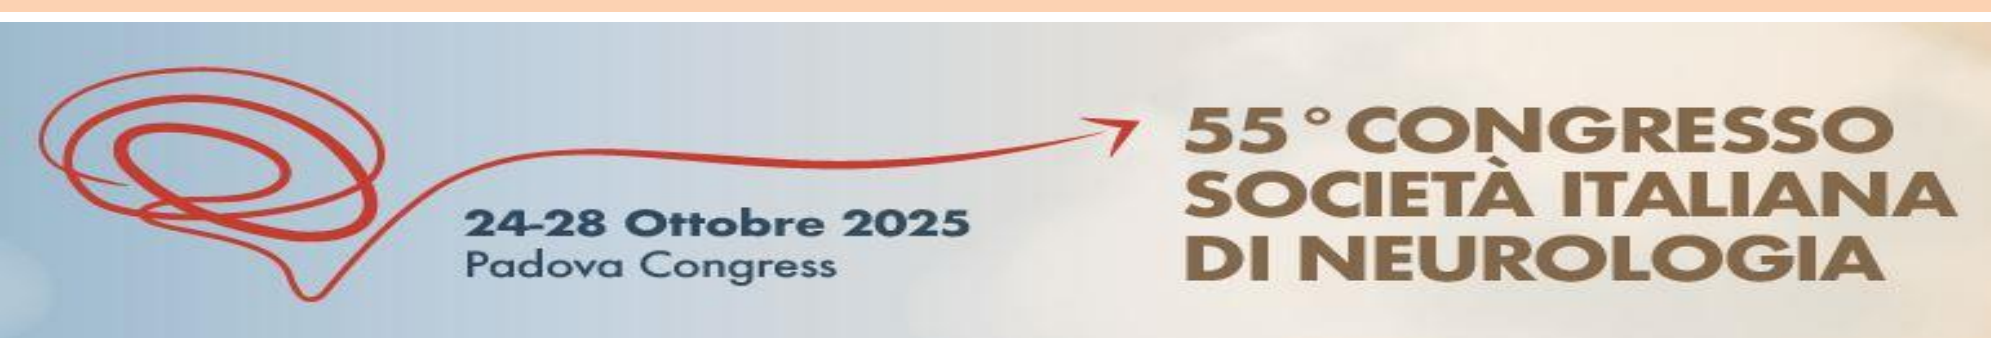 24-28 Ottobre 2025
Padova Congress
55° CONGRESSO
SOCIETÀ ITALIANA
DI NEUROLOGIA